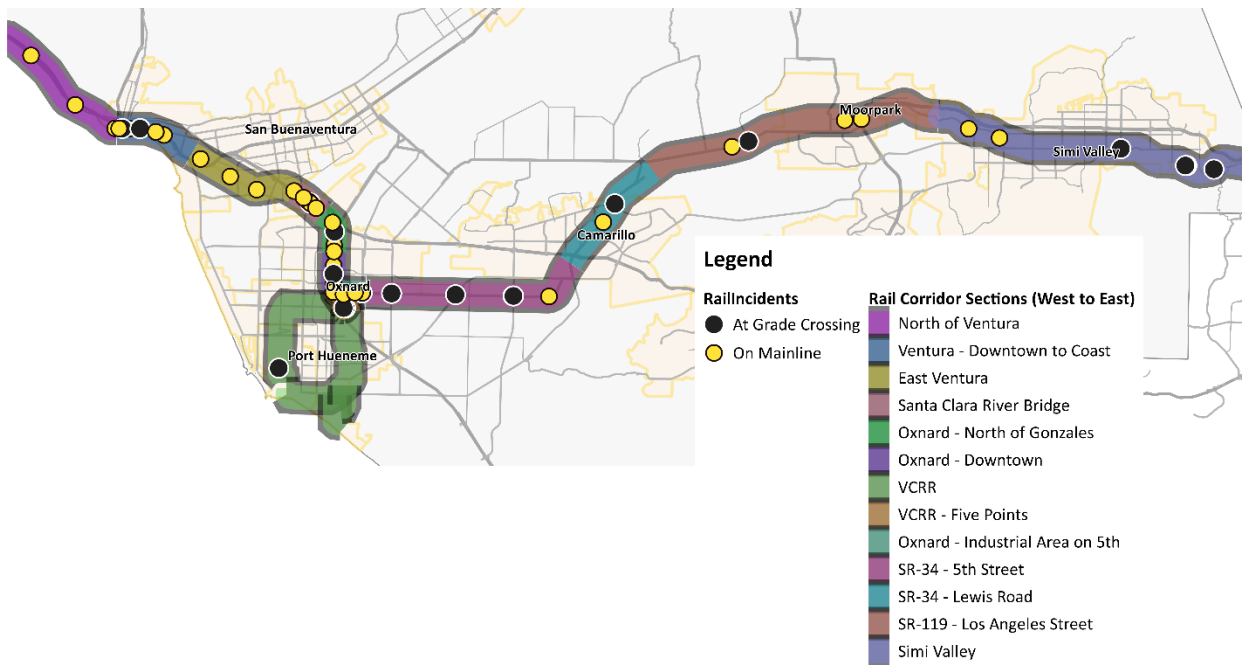 Moorpark
San Buenaventura
Simi Valley
Camarillo
Oxnard
Port Hueneme
Legend
RailIncidents
At Grade Crossing
On Mainline
Rail Corridor Sections (West to East)
North of Ventura
Ventura - Downtown to Coast
East Ventura
Santa Clara River Bridge
Oxnard - North of Gonzales
Oxnard - Downtown
VCRR
VCRR - Five Points
Oxnard - Industrial Area on 5th
SR-34 - 5th Street
SR-34 - Lewis Road
SR-119 - Los Angeles Street
Simi Valley